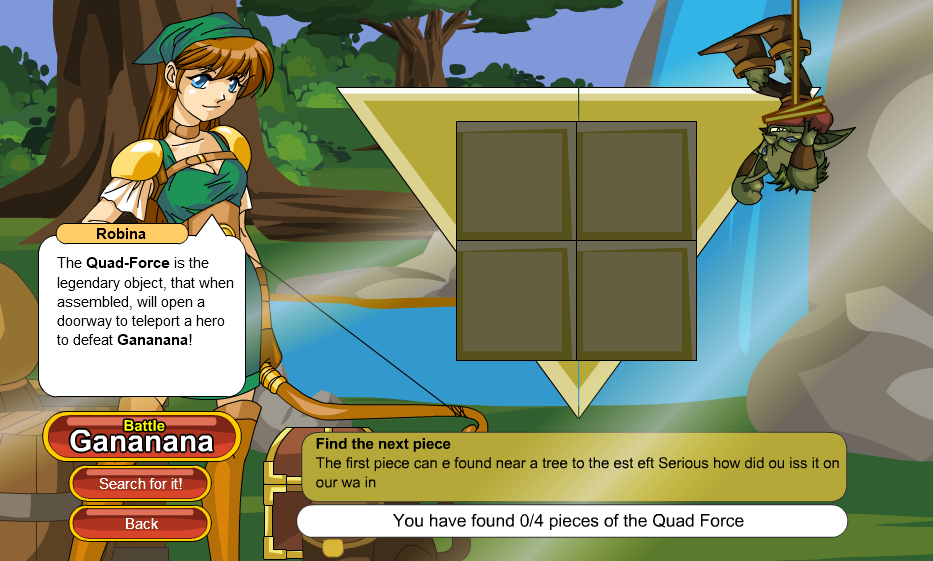 Robina
The Quad-Force is the
legendary object, that when
assembled, will open a
doorway to teleport a hero
to defeat Gananana!
Battle
Gananana
Search for it!
Back
Find the next piece
The first piece can e found near a tree to the est eft Serious how did ou iss it on
our wa in
You have found 0/4 pieces of the Quad Force